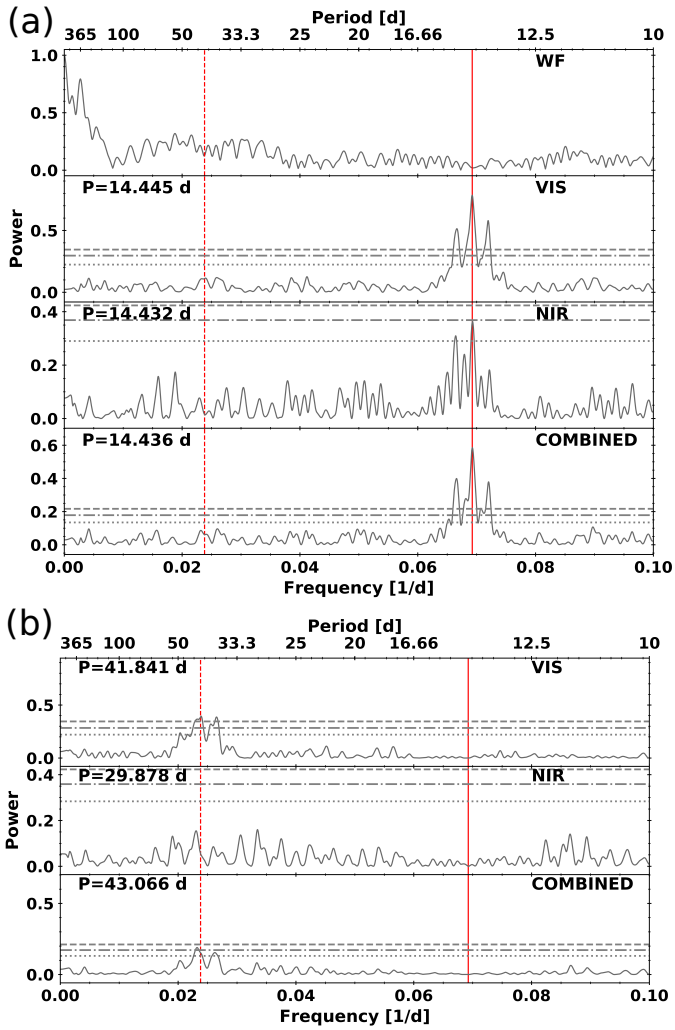 (a)
Period [d]
365 100 50 33.3 25 20 16.66 12.5 10
WF
1.0
0.5
0.0
P=14.445 d VIS
0.5
0.0
Power
P=14.432 d NIR
0.4
0.2
0.0
P=14.436 d COMBINED
0.6
0.4
0.2
0.0
0.00 0.02 0.04 0.06 0.08 0.10
Frequency [1/d]
(b)
Period [d]
365 100 50 33.3 25 20 16.66 12.5 10
P=41.841 d VIS
0.5
0.0
P=29.878 d NIR
0.4
0.2
0.0
Power
P=43.066 d COMBINED
0.5
0.0
0.00 0.02 0.04 0.06 0.08 0.10
Frequency [1/d]